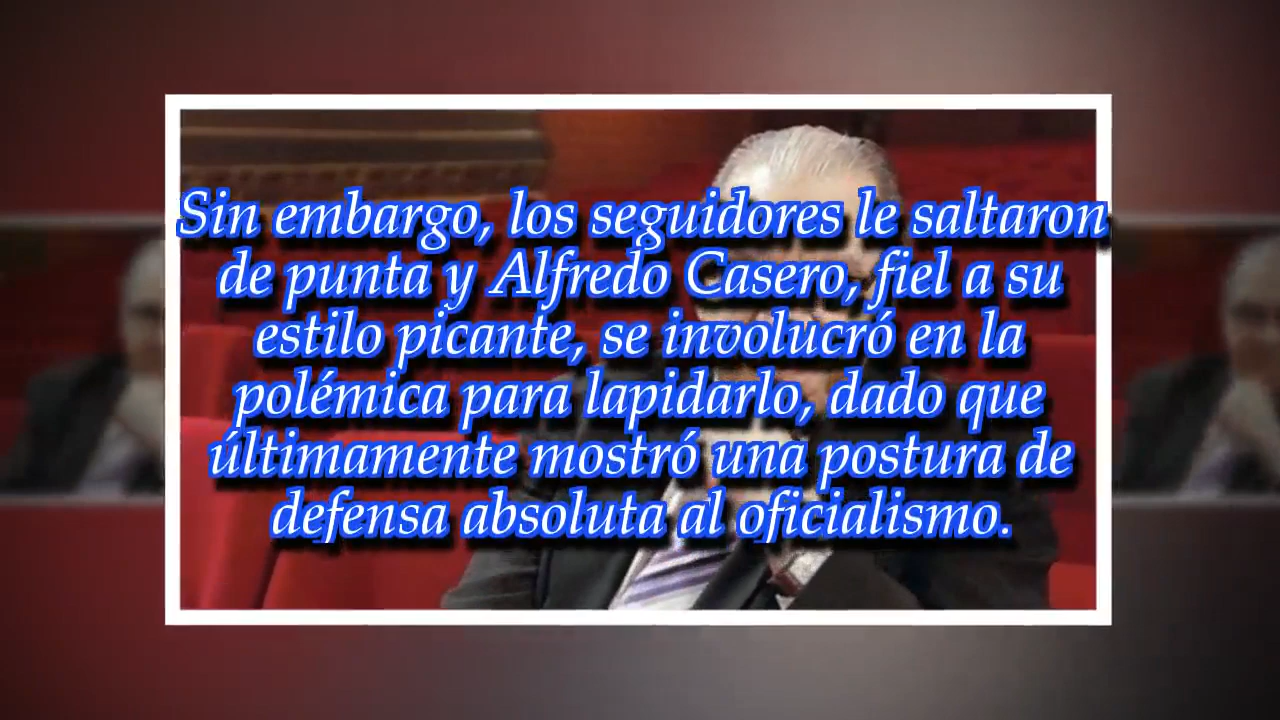 Sin embargo, los seguidores le saltaron
de punta y Alfredo Casero, fiel a su
estilo picante, se involucró en la
polémica para lapidarlo, dado que
últimamente mostró una postura de
defensa absoluta al oficialismo.